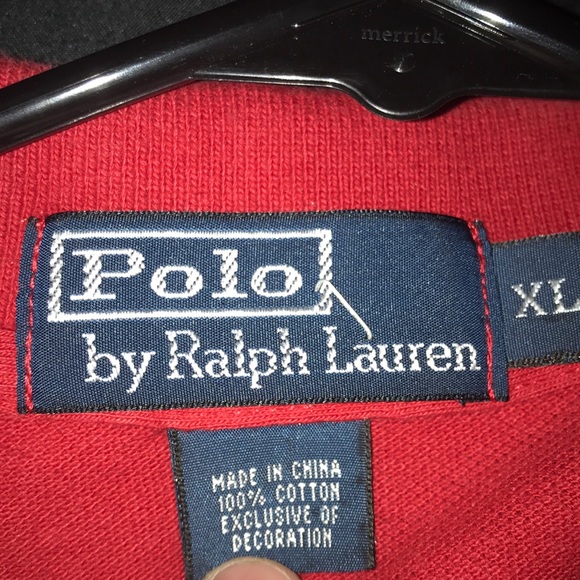 merrick
Polo
by Ralph Lauren
XL
MADE IN CHINA
100% COTTON
EXCLUSIVE OF
DECORATION